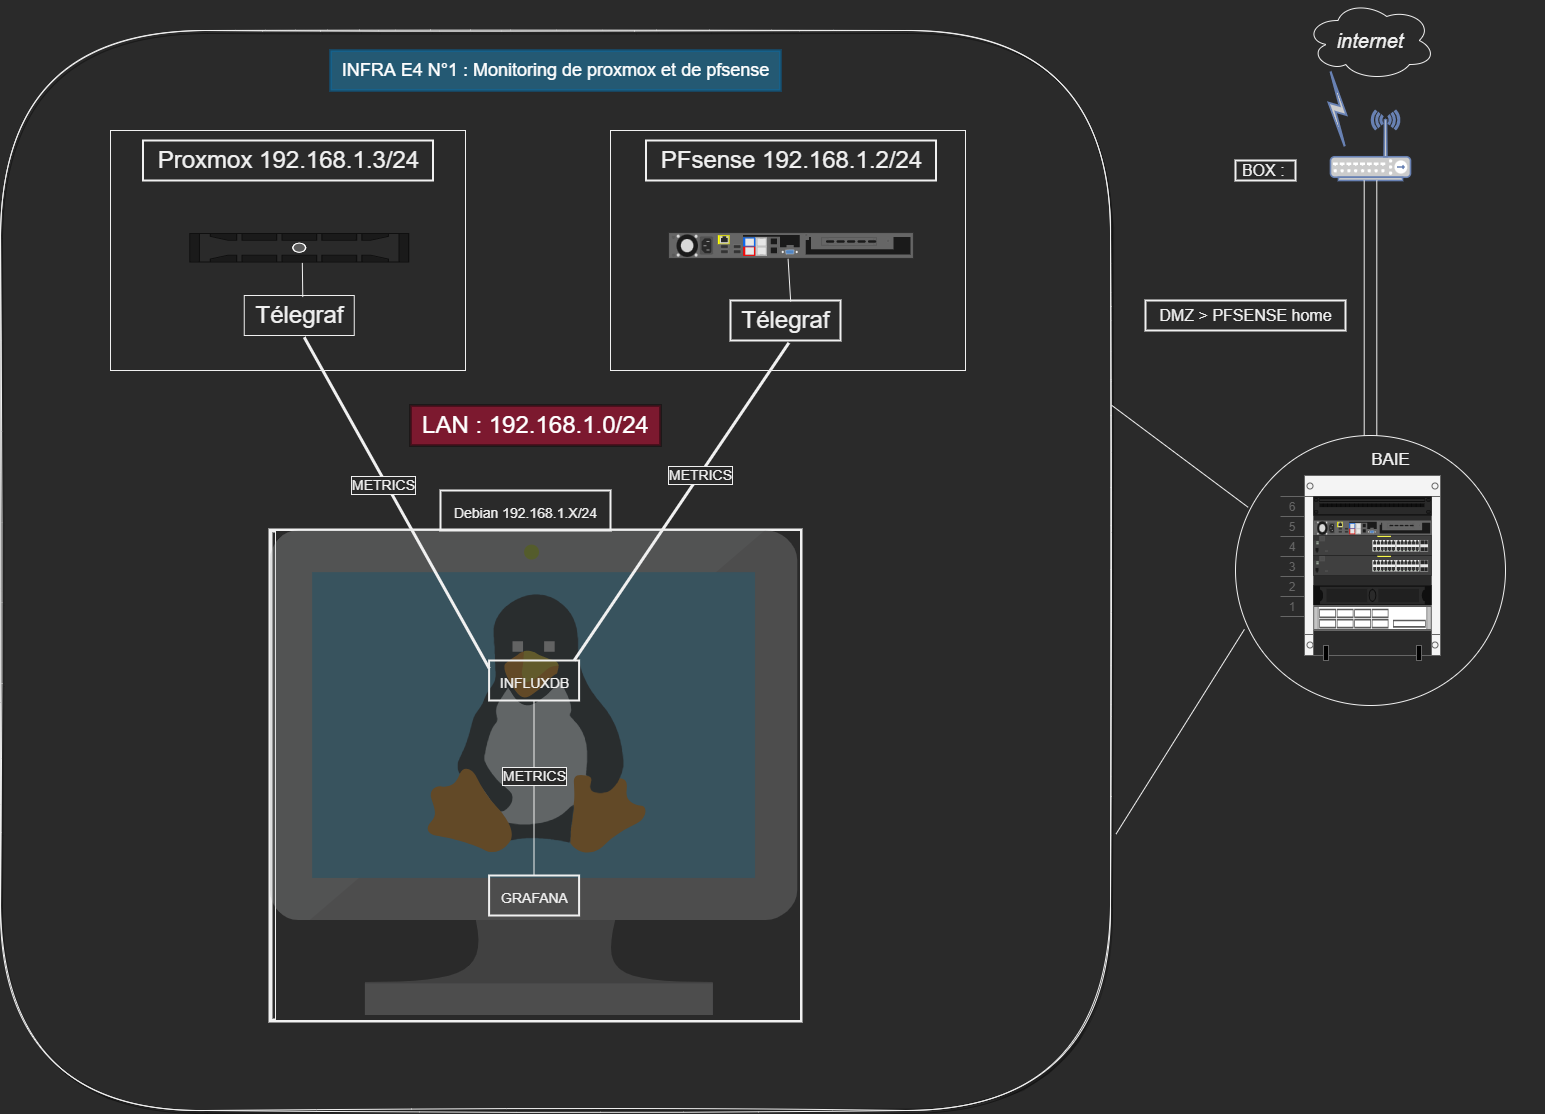 INFRA E4 N°1 : Monitoring de proxmox et de pfsense
Proxmox 192.168.1.3/24
Télegraf
PFsense 192.168.1.2/24
Télegraf
LAN : 192.168.1.0/24
METRICS
METRICS
Debian 192.168.1.X/24
INFLUXDB
METRICS
GRAFANA
internet
BOX :
DMZ > PFSENSE home
BAIE
6
5
4
3
2
1